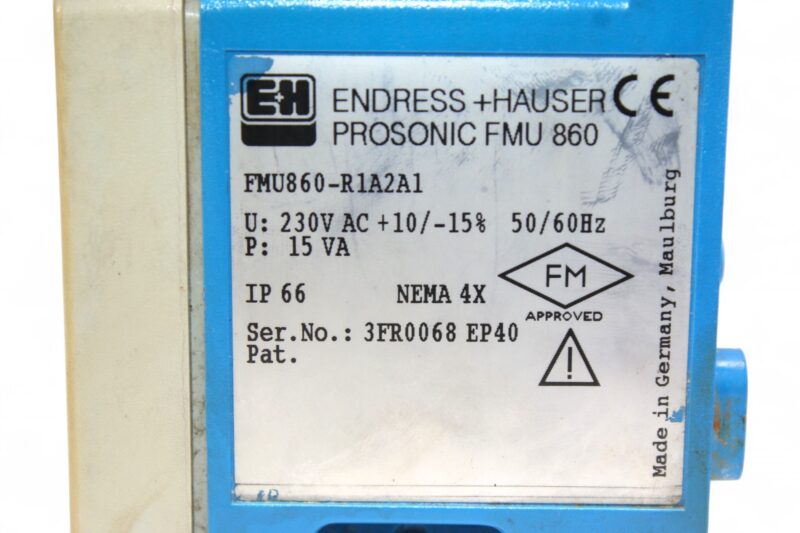 E+H ENDRESS +HAUSER CE
PROSONIC FMU 860
FMU860-R1A2A1
U: 230V AC +10/-15% 50/60Hz
P: 15 VA
FM
IP 66 NEMA 4X
APPROVED
Ser.No.: 3FR0068 EP40
Pat.
!
Made in Germany, Maulburg